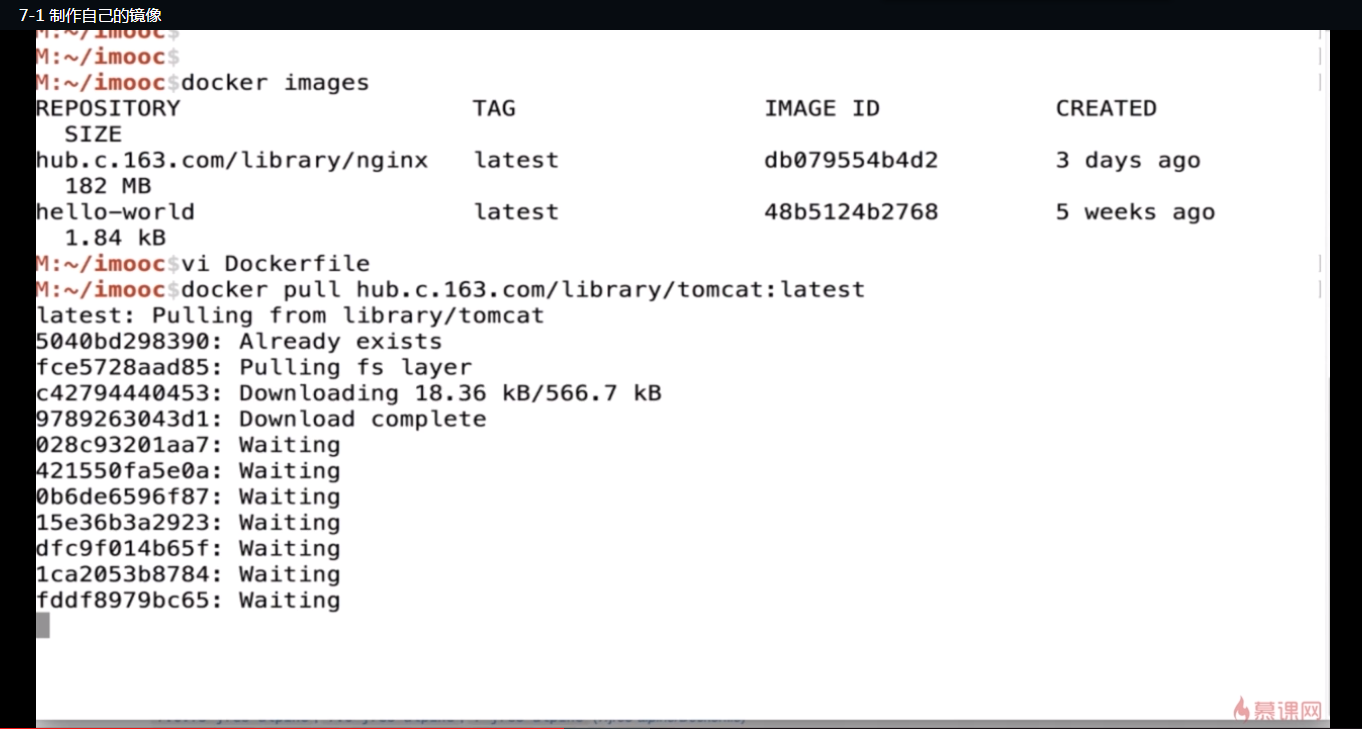 7-1 制作自己的镜像
M:~/imooc$
M:~/imooc$
M:~/imooc$docker images
REPOSITORY TAG IMAGE ID CREATED
SIZE
hub.c.163.com/library/nginx latest db079554b4d2 3 days ago
182 MB
hello-world latest 48b5124b2768 5 weeks ago
1.84 kB
M:~/imooc$vi Dockerfile
M:~/imooc$docker pull hub.c.163.com/library/tomcat:latest
latest: Pulling from library/tomcat
5040bd298390: Already exists
fce5728aad85: Pulling fs layer
c42794440453: Downloading 18.36 kB/566.7 kB
9789263043d1: Download complete
028c93201aa7: Waiting
421550fa5e0a: Waiting
0b6de6596f87: Waiting
15e36b3a2923: Waiting
dfc9f014b65f: Waiting
1ca2053b8784: Waiting
fddf8979bc65: Waiting
慕课网